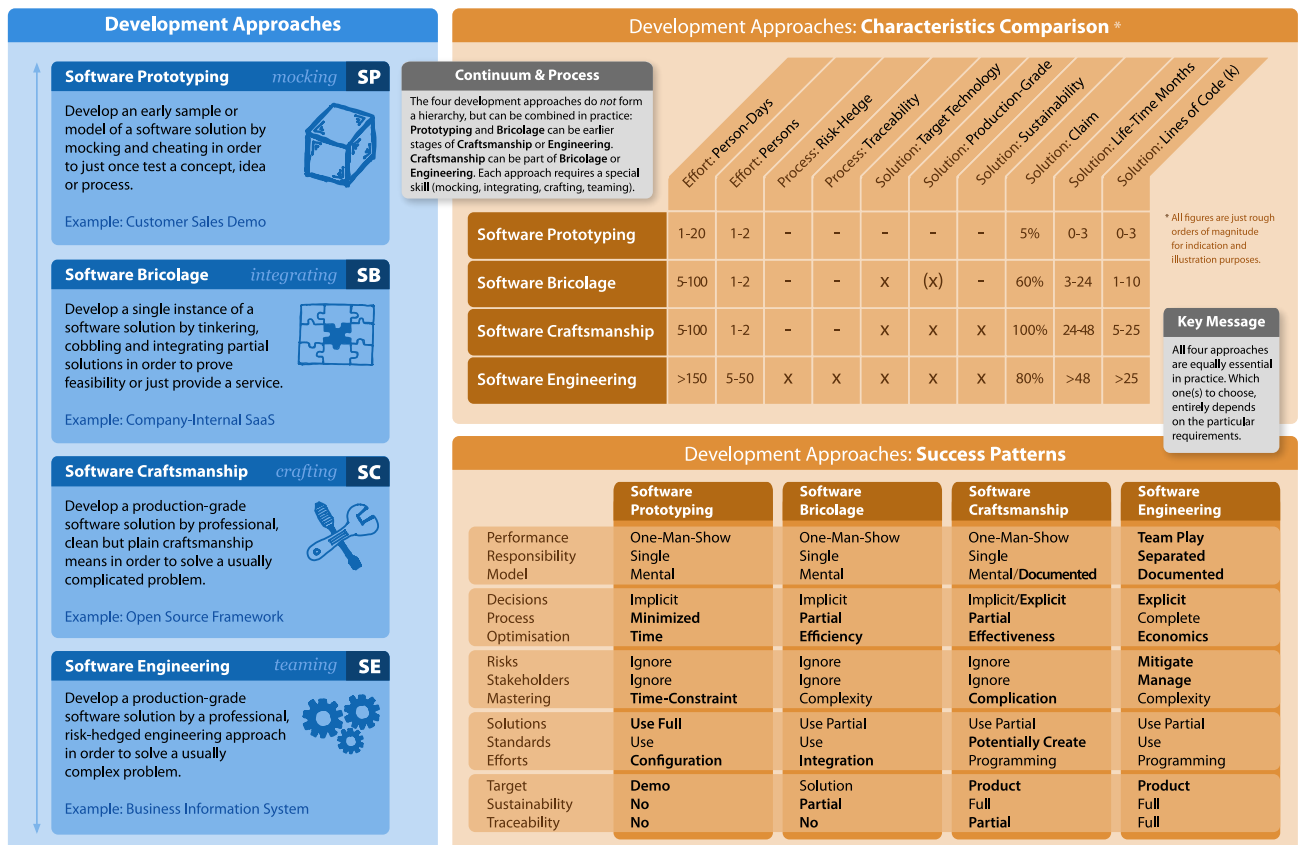 Development Approaches
Software Prototyping mocking SP
Develop an early sample or
model of a software solution by
mocking and cheating in order
to just once test a concept, idea
or process.
Example: Customer Sales Demo
Software Bricolage integrating SB
Develop a single instance of a
software solution by tinkering,
cobbling and integrating partial
solutions in order to prove
feasibility or just provide a service.
Example: Company-Internal SaaS
Software Craftsmanship crafting SC
Develop a production-grade
software solution by professional,
clean but plain craftsmanship
means in order to solve a usually
complicated problem.
Example: Open Source Framework
Software Engineering teaming SE
Develop a production-grade
software solution by a professional,
risk-hedged engineering approach
in order to solve a usually
complex problem.
Example: Business Information System
Continuum & Process
The four development approaches do not form
a hierarchy, but can be combined in practice:
Prototyping and Bricolage can be earlier
stages of Craftsmanship or Engineering.
Craftsmanship can be part of Bricolage or
Engineering. Each approach requires a special
skill (mocking, integrating, crafting, teaming).
Development Approaches: Characteristics Comparison *
Effort: Person-Days
Effort: Persons
Process: Risk-Hedge
Process: Traceability
Solution: Target Technology
Solution: Production-Grade
Solution: Sustainability
Solution: Claim
Solution: Life-Time Months
Solution: Lines of Code (k)
Software Prototyping 1-20 1-2 – – – – – 5% 0-3 0-3
Software Bricolage 5-100 1-2 – – x (x) – 60% 3-24 1-10
Software Craftsmanship 5-100 1-2 – – x x x 100% 24-48 5-25
Software Engineering >150 5-50 x x x x x 80% >48 >25
* All figures are just rough
orders of magnitude
for indication and
illustration purposes.
Key Message
All four approaches
are equally essential
in practice. Which
one(s) to choose,
entirely depends
on the particular
requirements.
Development Approaches: Success Patterns
Software Software Software Software
Prototyping Bricolage Craftsmanship Engineering
Performance One-Man-Show One-Man-Show One-Man-Show Team Play
Responsibility Single Single Single Separated
Model Mental Mental Mental/Documented Documented
Decisions Implicit Implicit Implicit/Explicit Explicit
Process Minimized Partial Partial Complete
Optimisation Time Efficiency Effectiveness Economics
Risks Ignore Ignore Ignore Mitigate
Stakeholders Ignore Ignore Ignore Manage
Mastering Time-Constraint Complexity Complication Complexity
Solutions Use Full Use Partial Use Partial Use Partial
Standards Use Use Potentially Create Use
Efforts Configuration Integration Programming Programming
Target Demo Solution Product Product
Sustainability No Partial Full Full
Traceability No No Partial Full